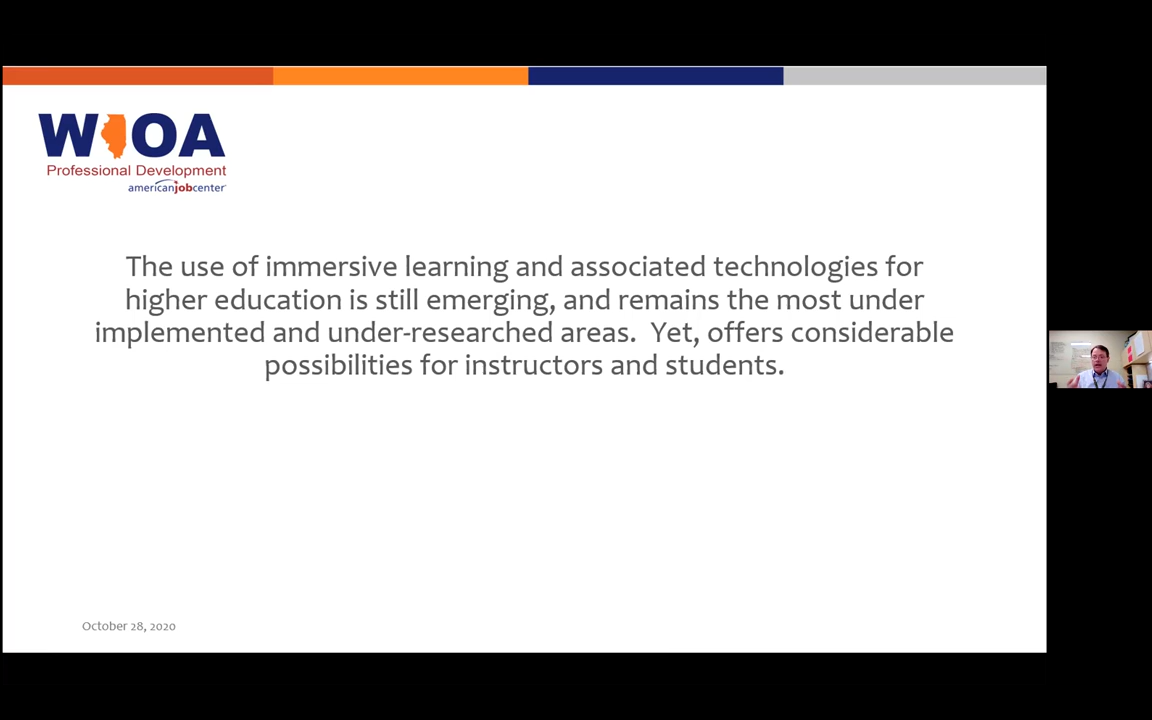 WIOA
Professional Development
americanjobcenter
The use of immersive learning and associated technologies for
higher education is still emerging, and remains the most under
implemented and under-researched areas.  Yet, offers considerable
possibilities for instructors and students.
October 28, 2020